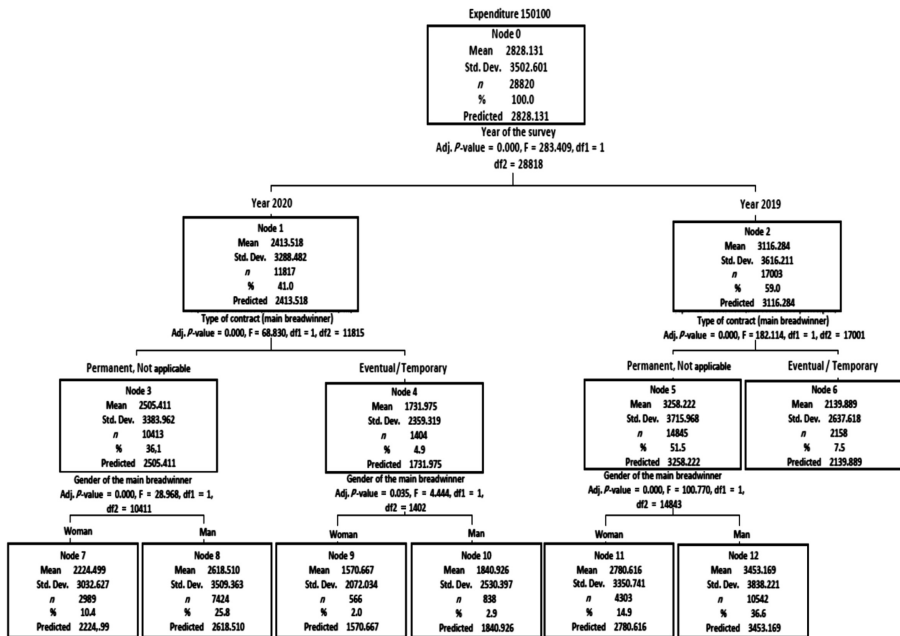 Expenditure 150100
Node 0
Mean 2828.131
Std. Dev. 3502.601
n 28820
% 100.0
Predicted 2828.131
Year of the survey
Adj. P-value = 0.000, F = 283.409, df1 = 1
df2 = 28818
Year 2020
Node 1
Mean 2413.518
Std. Dev. 3288.482
n 11817
% 41.0
Predicted 2413.518
Type of contract (main breadwinner)
Adj. P-value = 0.000, F = 68.830, df1 = 1, df2 = 11815
Year 2019
Node 2
Mean 3116.284
Std. Dev. 3616.211
n 17003
% 59.0
Predicted 3116.284
Type of contract (main breadwinner)
Adj. P-value = 0.000, F = 182.114, df1 = 1, df2 = 17001
Permanent, Not applicable
Node 3
Mean 2505.411
Std. Dev. 3383.962
n 10413
% 36,1
Predicted 2505.411
Gender of the main breadwinner
Adj. P-value = 0.000, F = 28.968, df1 = 1,
df2 = 10411
Eventual / Temporary
Node 4
Mean 1731.975
Std. Dev. 2359.319
n 1404
% 4.9
Predicted 1731.975
Gender of the main breadwinner
Adj. P-value = 0.035, F = 4.444, df1 = 1,
df2 = 1402
Permanent, Not applicable
Node 5
Mean 3258.222
Std. Dev. 3715.968
n 14845
% 51.5
Predicted 3258.222
Gender of the main breadwinner
Adj. P-value = 0.000, F = 100.770, df1 = 1,
df2 = 14843
Eventual / Temporary
Node 6
Mean 2139.889
Std. Dev. 2637.618
n 2158
% 7.5
Predicted 2139.889
Woman
Node 7
Mean 2224.499
Std. Dev. 3032.627
n 2989
% 10.4
Predicted 2224,.99
Man
Node 8
Mean 2618.510
Std. Dev. 3509.363
n 7424
% 25.8
Predicted 2618.510
Woman
Node 9
Mean 1570.667
Std. Dev. 2072.034
n 566
% 2.0
Predicted 1570.667
Man
Node 10
Mean 1840.926
Std. Dev. 2530.397
n 838
% 2.9
Predicted 1840.926
Woman
Node 11
Mean 2780.616
Std. Dev. 3350.741
n 4303
% 14.9
Predicted 2780.616
Man
Node 12
Mean 3453.169
Std. Dev. 3838.221
n 10542
% 36.6
Predicted 3453.169